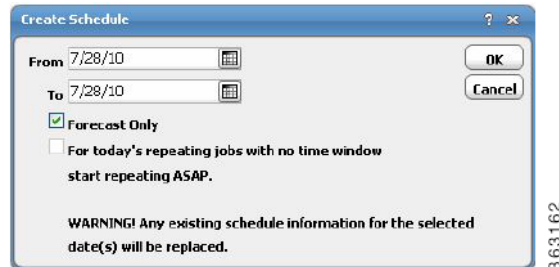 Create Schedule ? ×
From 7/28/10
OK
To 7/28/10
Cancel
Forecast Only
For today's repeating jobs with no time window
start repeating ASAP.
WARNING! Any existing schedule information for the selected
date(s) will be replaced.
363162